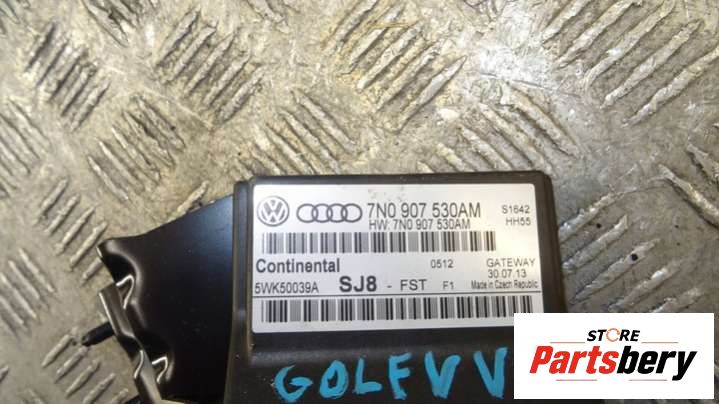 7N0 907 530AM
HW: 7N0 907 530AM
S1642
HH55
Continental
0512
GATEWAY
30.07.13
5WK50039A
SJ8 - FST F1
Made in Czech Republic
GOLF V V
STORE
Partsbery